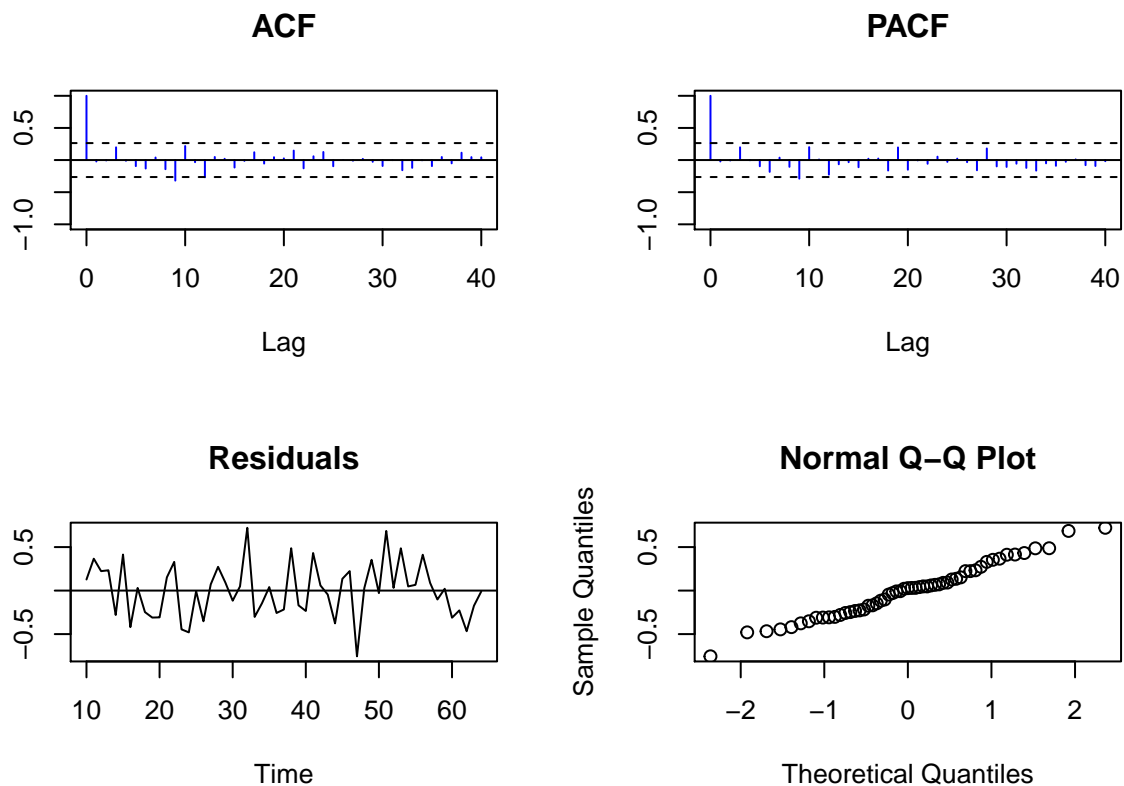 ACF
0.5
−1.0
0 10 20 30 40
Lag
PACF
0.5
−1.0
0 10 20 30 40
Lag
Residuals
0.5
−0.5
10 20 30 40 50 60
Time
Normal Q−Q Plot
Sample Quantiles
0.5
−0.5
−2 −1 0 1 2
Theoretical Quantiles